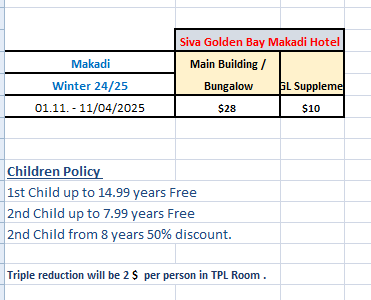 Siva Golden Bay Makadi Hotel
Makadi
Main Building /
Winter 24/25
Bungalow
GL Suppleme
01.11. - 11/04/2025
$28
$10
Children Policy
1st Child up to 14.99 years Free
2nd Child up to 7.99 years Free
2nd Child from 8 years 50% discount.
Triple reduction will be 2 $ per person in TPL Room .